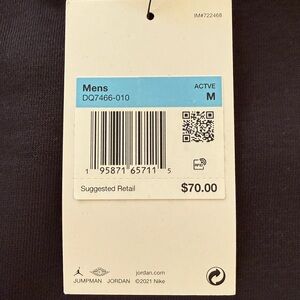 IM#722468
Mens
DQ7466-010
ACTVE
M
1 95871 65711 5
RFID
Suggested Retail
$70.00
JUMPMAN JORDAN
jordan.com
©2021 Nike